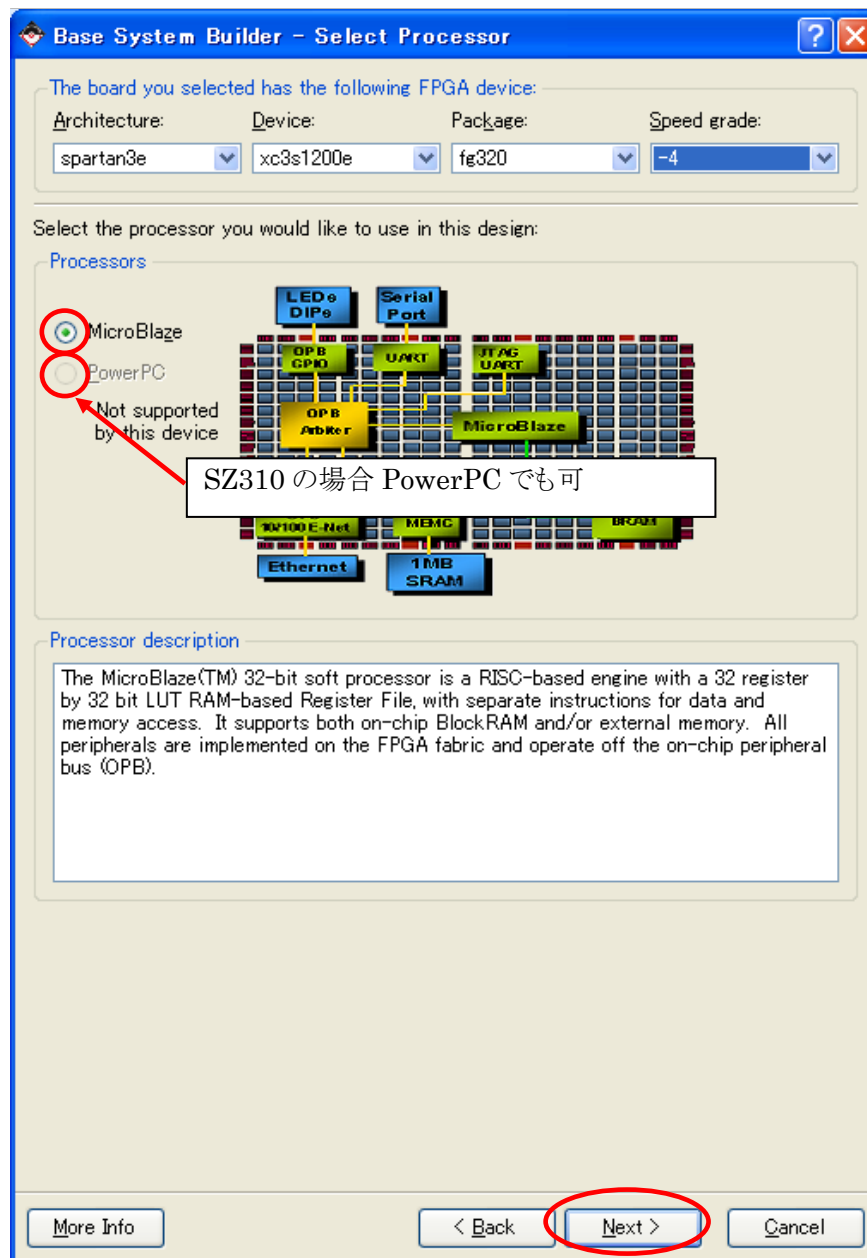 Base System Builder - Select Processor
The board you selected has the following FPGA device:
Architecture: Device: Package: Speed grade:
spartan3e xc3s1200e fg320 -4
Select the processor you would like to use in this design:
Processors
MicroBlaze
PowerPC
Not supported
by this device
LEDs
DIPs
Serial
Port
OPB
GPIO
UART
JTAG
UART
OPB
Arbiter
MicroBlaze
SZ310 の場合 PowerPC でも可
10/100 E-Net
MEMC
BRAM
Ethernet
1MB
SRAM
Processor description
The MicroBlaze(TM) 32-bit soft processor is a RISC-based engine with a 32 register
by 32 bit LUT RAM-based Register File, with separate instructions for data and
memory access. It supports both on-chip BlockRAM and/or external memory. All
peripherals are implemented on the FPGA fabric and operate off the on-chip peripheral
bus (OPB).
More Info < Back Next > Cancel